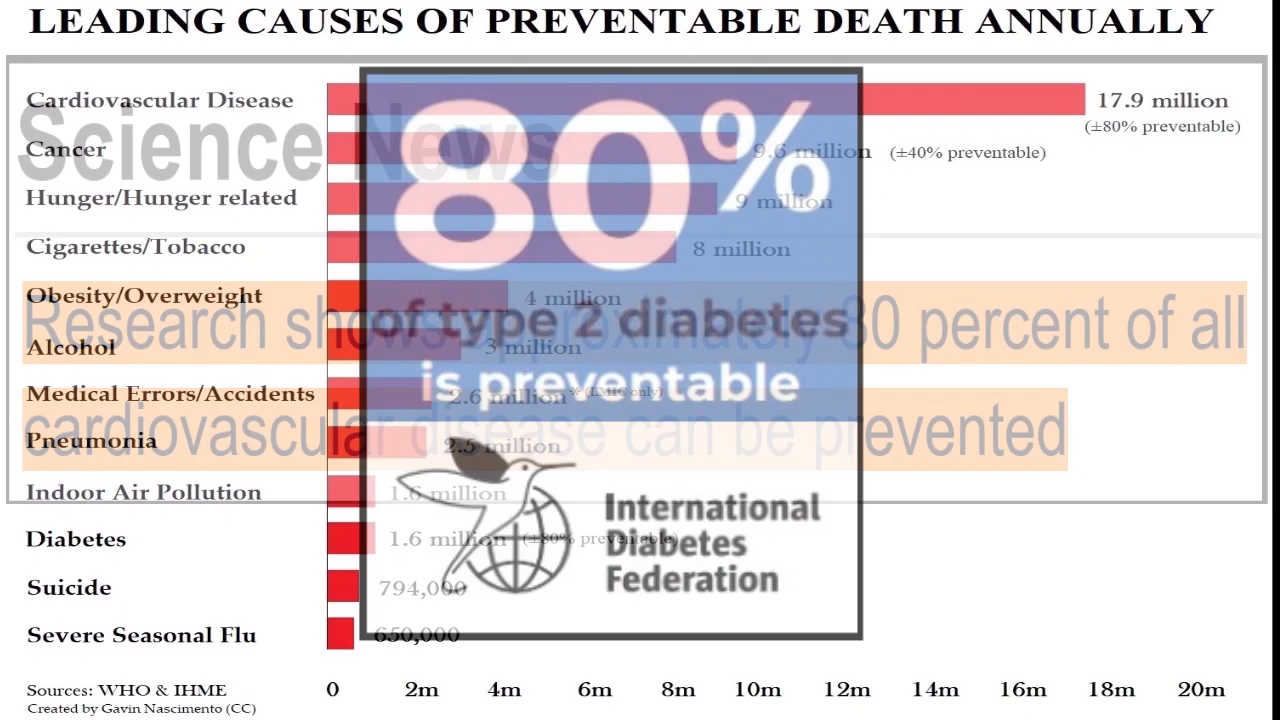 LEADING CAUSES OF PREVENTABLE DEATH ANNUALLY
Cardiovascular Disease
17.9 million
(±80% preventable)
Science News
Cancer
9.6 million (±40% preventable)
Hunger/Hunger related
9 million
Cigarettes/Tobacco
8 million
Obesity/Overweight
4 million
Alcohol
3 million
Medical Errors/Accidents
2.6 million* (LMIC only)
Pneumonia
2.5 million
Indoor Air Pollution
1.6 million
Diabetes
1.6 million (±80% preventable)
Suicide
794,000
Severe Seasonal Flu
650,000
80%
of type 2 diabetes
is preventable
International
Diabetes
Federation
Research shows approximately 80 percent of all
cardiovascular disease can be prevented
Sources: WHO & IHME
Created by Gavin Nascimento (CC)
0 2m 4m 6m 8m 10m 12m 14m 16m 18m 20m